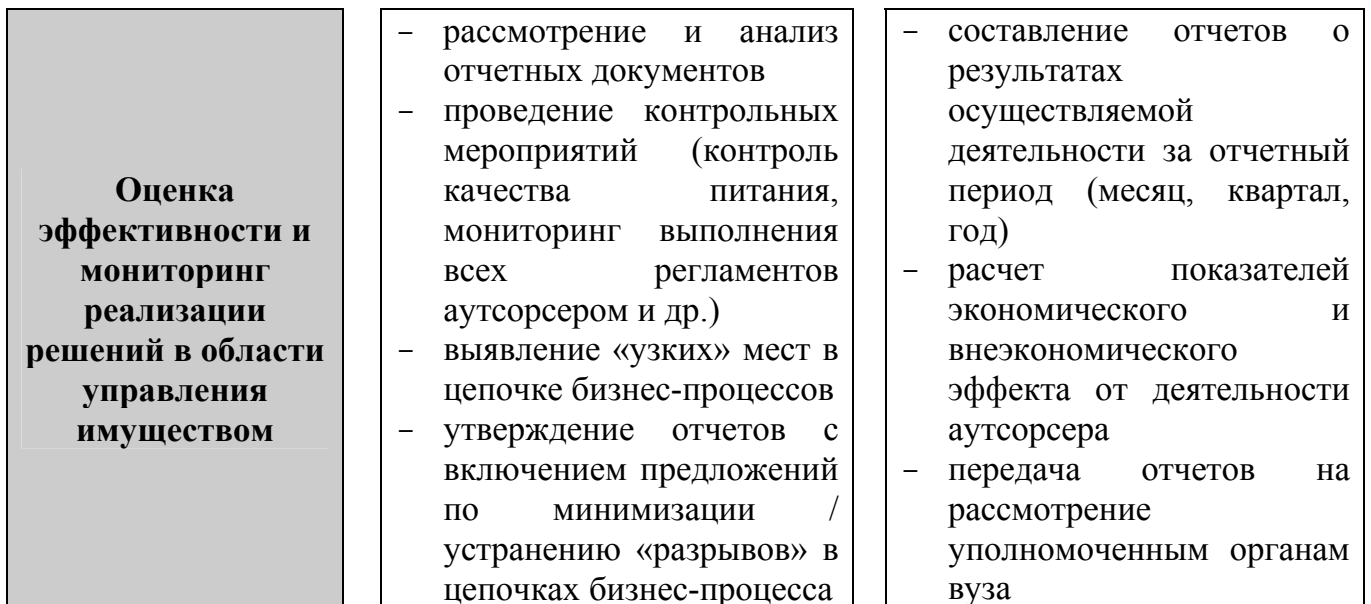 Оценка
эффективности и
мониторинг
реализации
решений в области
управления
имуществом
– рассмотрение и анализ
отчетных документов
– проведение контрольных
мероприятий (контроль
качества питания,
мониторинг выполнения
всех регламентов
аутсорсером и др.)
– выявление «узких» мест в
цепочке бизнес-процессов
– утверждение отчетов с
включением предложений
по минимизации /
устранению «разрывов» в
цепочках бизнес-процесса
– составление отчетов о
результатах
осуществляемой
деятельности за отчетный
период (месяц, квартал,
год)
– расчет показателей
экономического и
внеэкономического
эффекта от деятельности
аутсорсера
– передача отчетов на
рассмотрение
уполномоченным органам
вуза